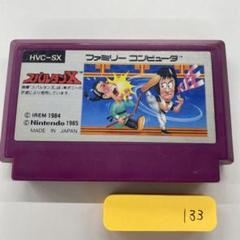 HVC-SX
ファミリーコンピュータ
スパルタンX
© IREM 1984
© Nintendo 1985
MADE IN JAPAN
133